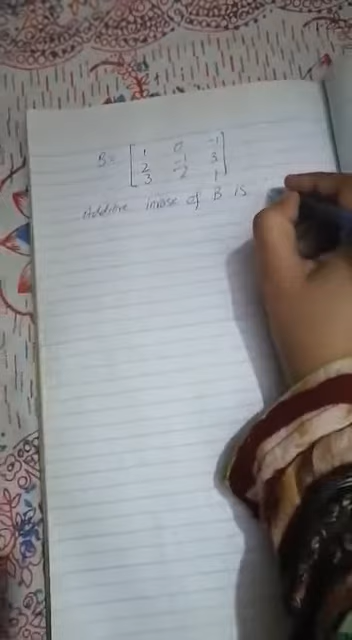 B= [ 1 0 -1
2 -1 3
3 -2 1 ]
Additive inverse of B is